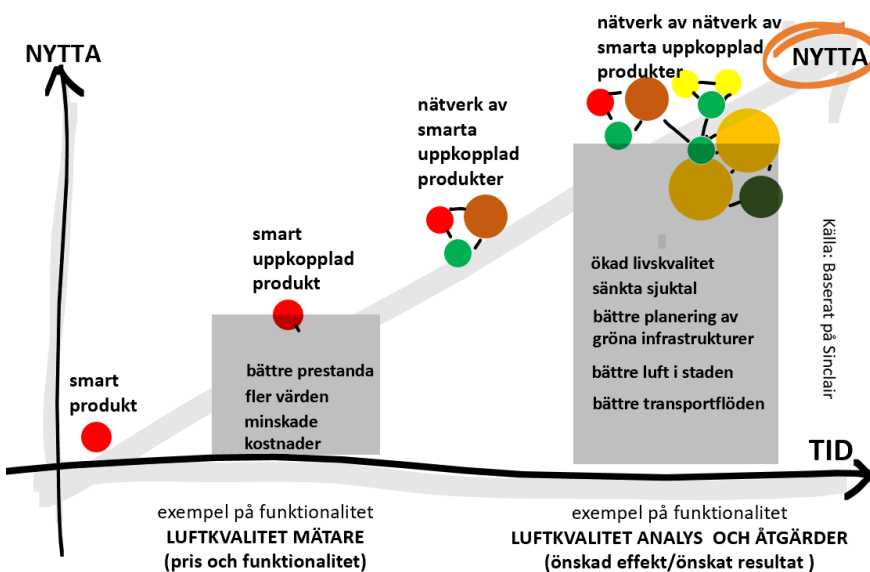 NYTTA
nätverk av nätverk av
smarta uppkopplad
produkter
NYTTA
nätverk av
smarta
uppkopplad
produkter
smart
uppkopplad
produkt
smart
produkt
bättre prestanda
fler värden
minskade
kostnader
ökad livskvalitet
sänkta sjuktal
bättre planering av
gröna infrastrukturer
bättre luft i staden
bättre transportflöden
Källa: Baserat på Sinclair
TID
exempel på funktionalitet
LUFTKVALITET MÄTARE
(pris och funktionalitet)
exempel på funktionalitet
LUFTKVALITET ANALYS OCH ÅTGÄRDER
(önskad effekt/önskat resultat )